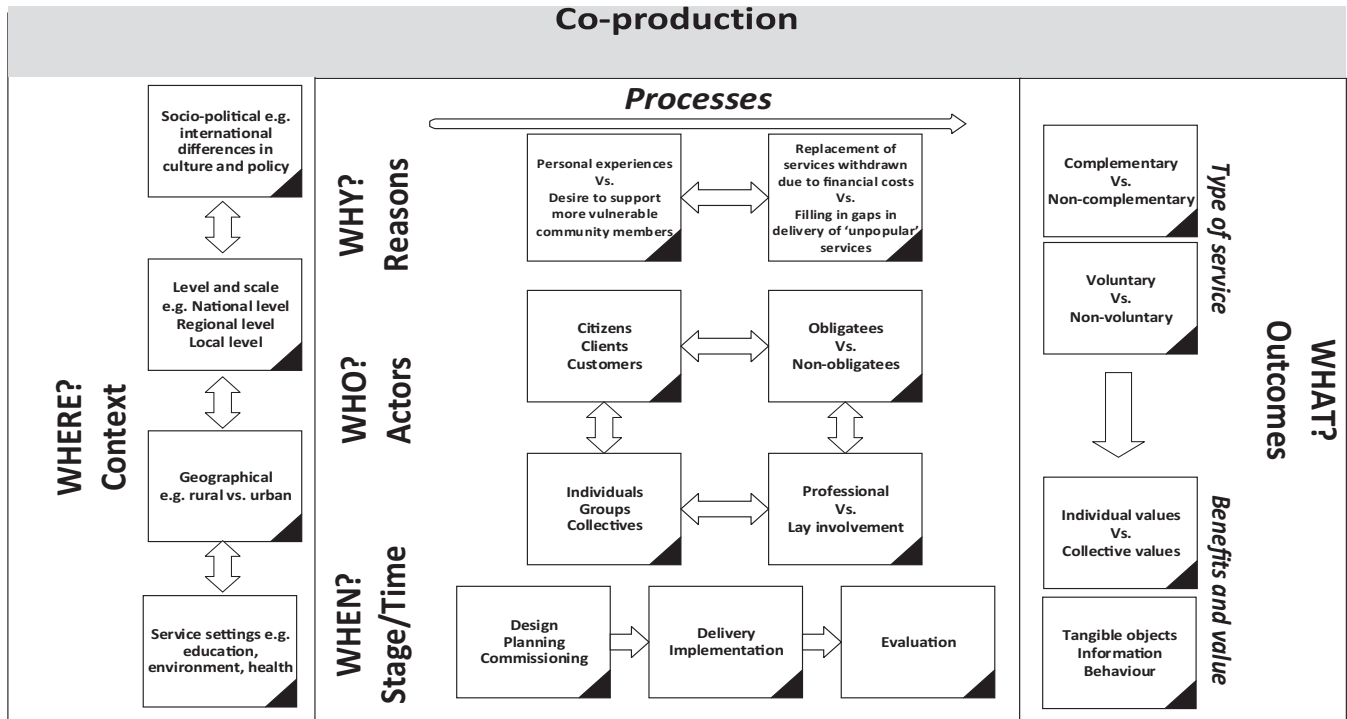 Co-production
WHERE?
Context
Socio-political e.g.
international
differences in
culture and policy
Level and scale
e.g. National level
Regional level
Local level
Geographical
e.g. rural vs. urban
Service settings e.g.
education,
environment, health
Processes
WHY?
Reasons
Personal experiences
Vs.
Desire to support
more vulnerable
community members
Replacement of
services withdrawn
due to financial costs
Vs.
Filling in gaps in
delivery of ‘unpopular’
services
WHO?
Actors
Citizens
Clients
Customers
Obligatees
Vs.
Non-obligatees
Individuals
Groups
Collectives
Professional
Vs.
Lay involvement
WHEN?
Stage/Time
Design
Planning
Commissioning
Delivery
Implementation
Evaluation
Complementary
Vs.
Non-complementary
Voluntary
Vs.
Non-voluntary
Type of service
Individual values
Vs.
Collective values
Tangible objects
Information
Behaviour
Benefits and value
WHAT?
Outcomes